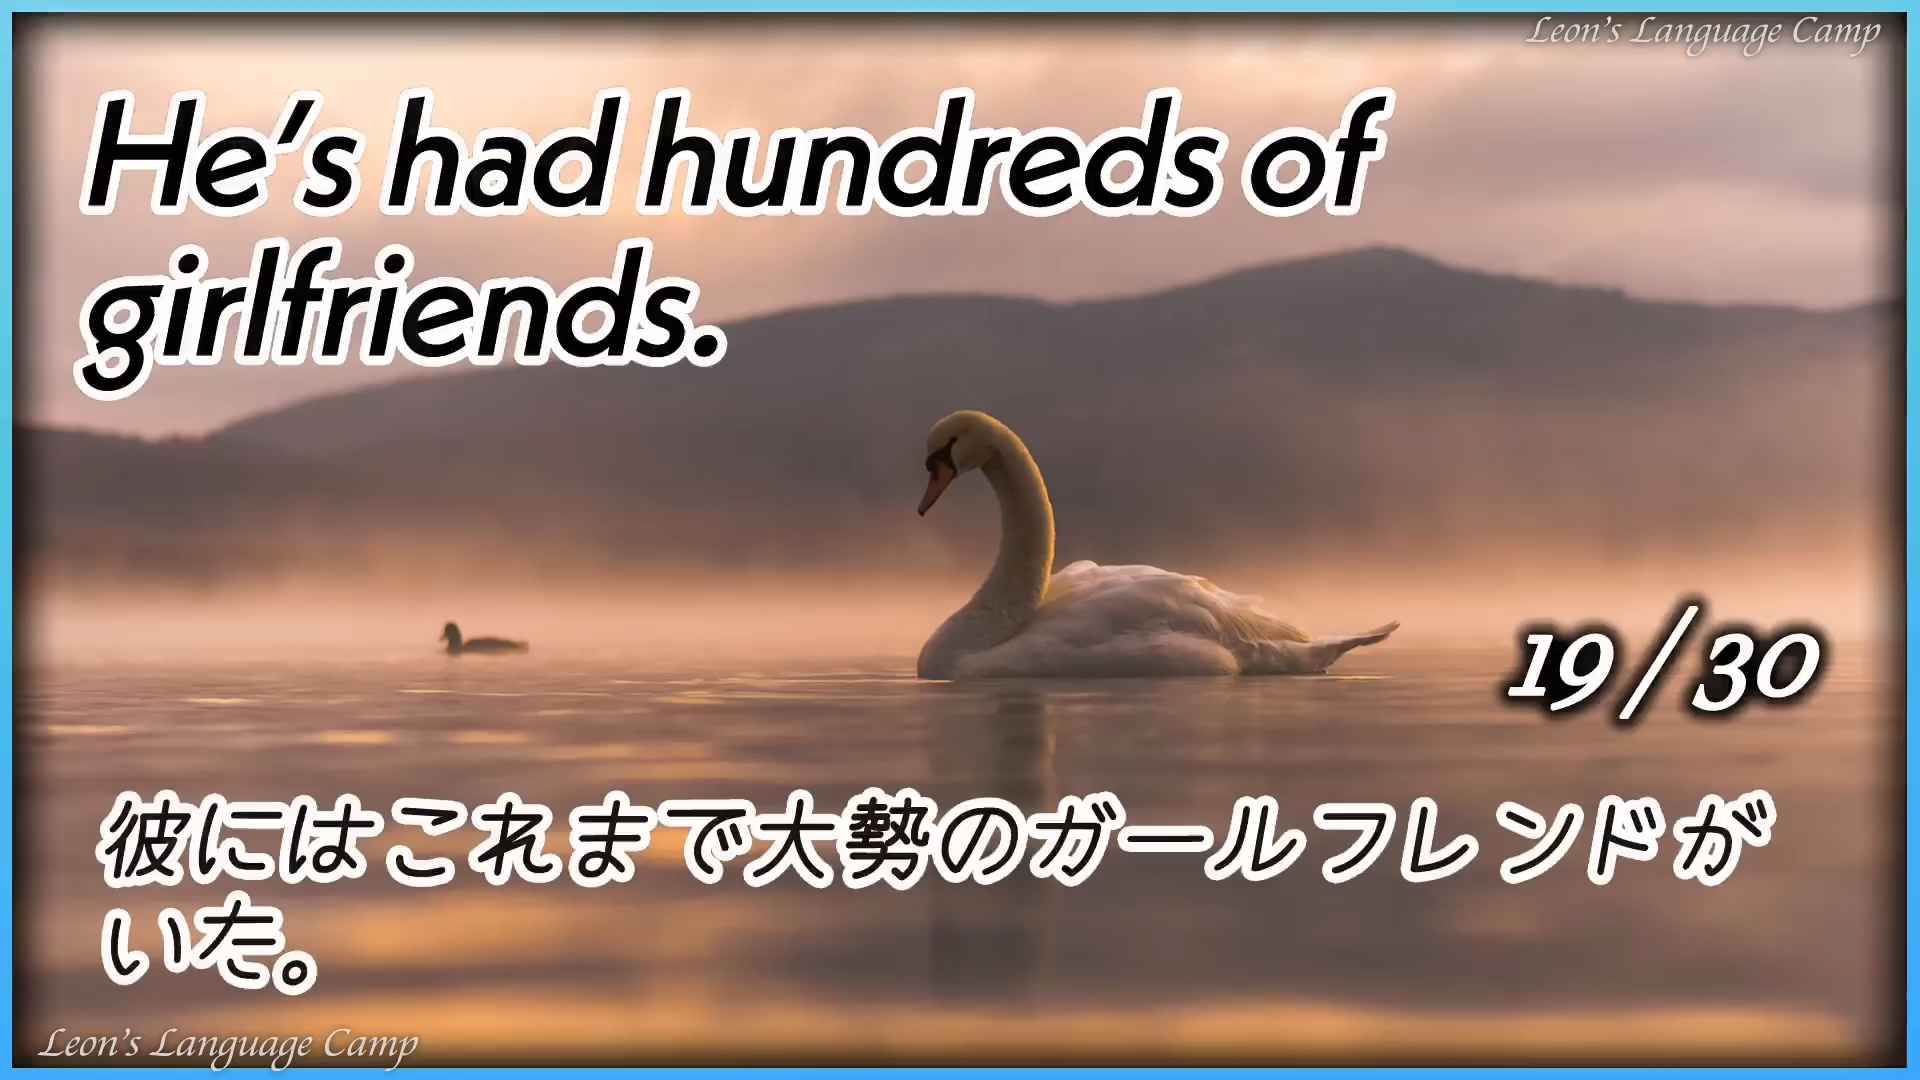 Leon's Language Camp
He's had hundreds of
girlfriends.
19/30
彼にはこれまで大勢のガールフレンドが
いた。
Leon's Language Camp